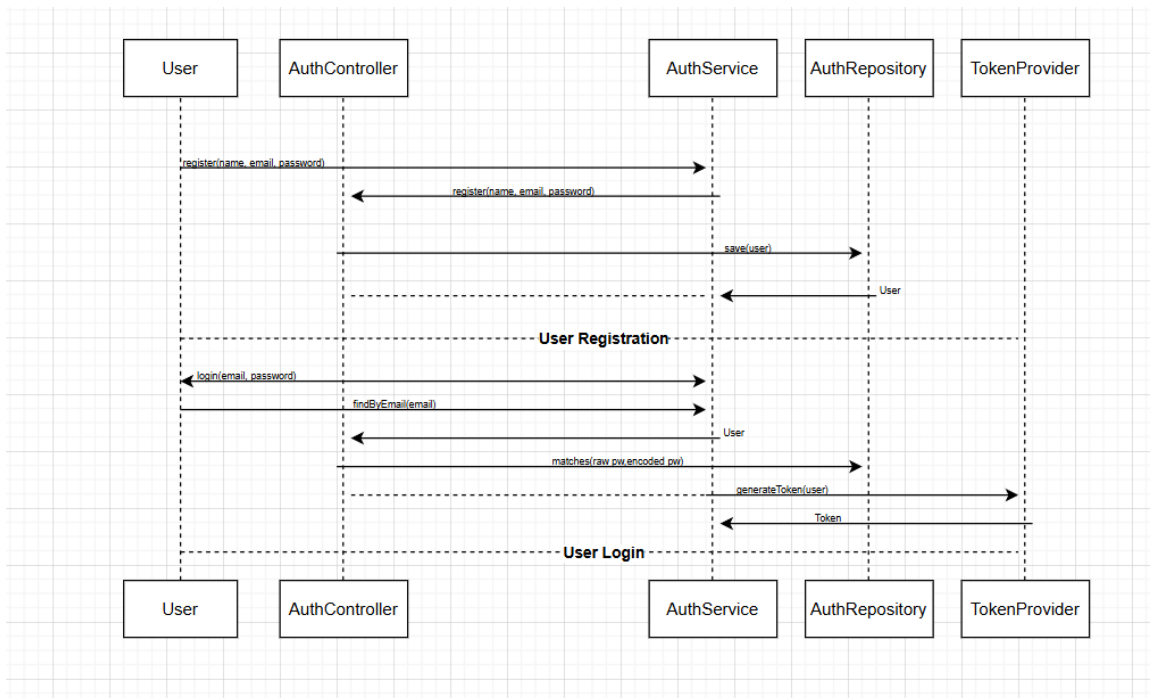 User
AuthController
AuthService
AuthRepository
TokenProvider
register(name, email, password)
register(name, email, password)
save(user)
User
User Registration
login(email, password)
findByEmail(email)
User
matches(raw pw,encoded pw)
generateToken(user)
Token
User Login
User
AuthController
AuthService
AuthRepository
TokenProvider